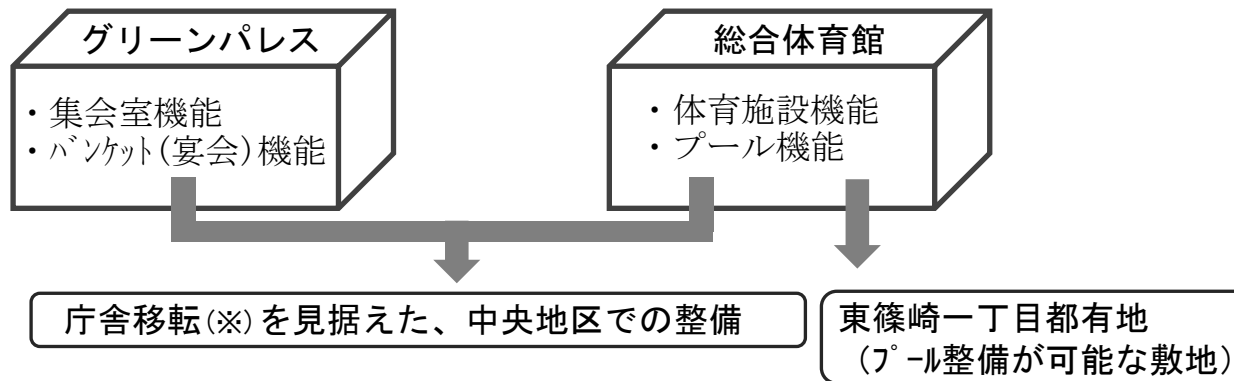 グリーンパレス
・集会室機能
・バンケット(宴会)機能
総合体育館
・体育施設機能
・プール機能
庁舎移転(※)を見据えた、中央地区での整備
東篠崎一丁目都有地
(プール整備が可能な敷地)